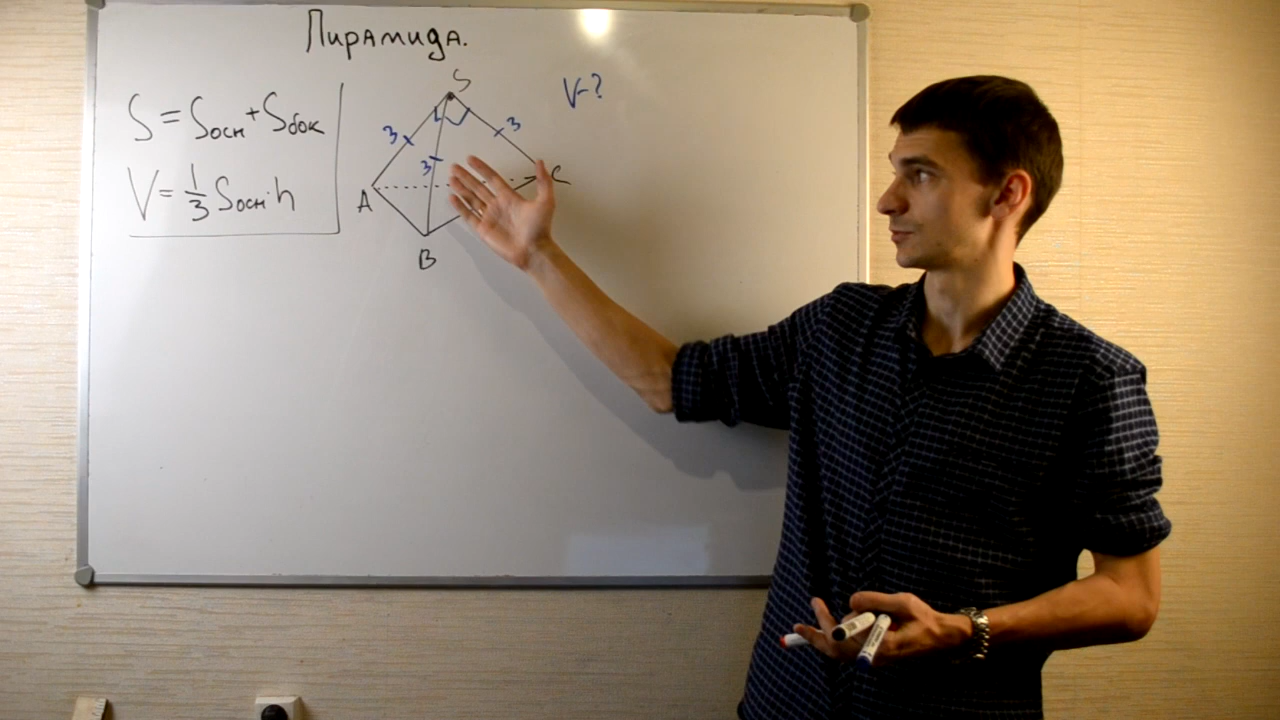 Пирамида.
S = Sосн + Sбок
V = 1/3 Sосн · h
S
V-?
3
3
3
A
C
B